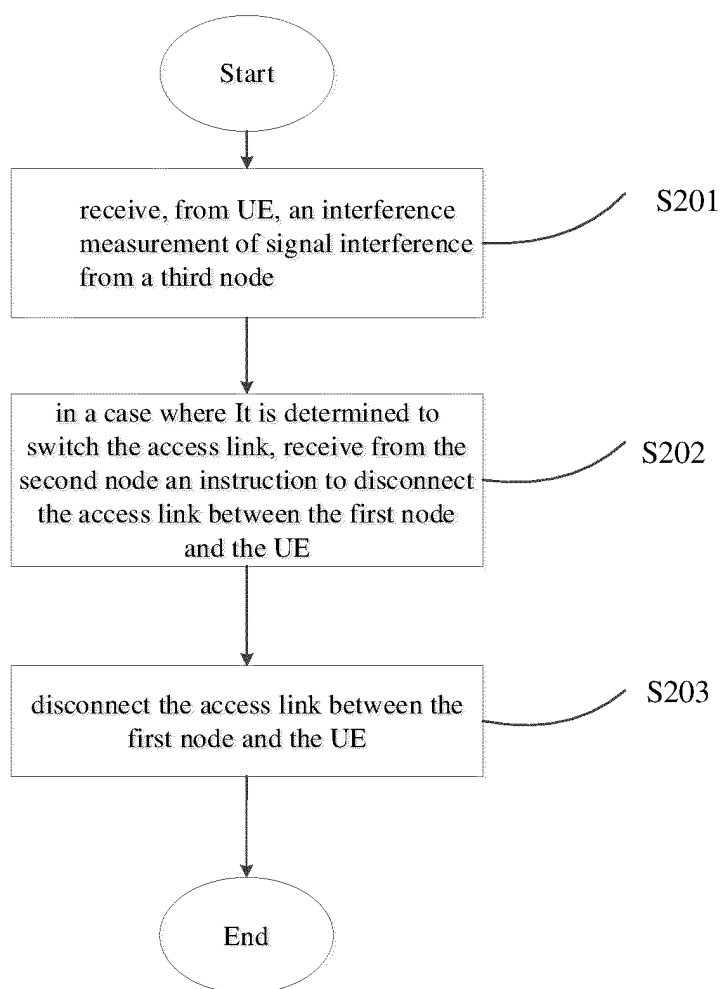 Start
receive, from UE, an interference
measurement of signal interference
from a third node
S201
in a case where It is determined to
switch the access link, receive from the
second node an instruction to disconnect
the access link between the first node
and the UE
S202
disconnect the access link between the
first node and the UE
S203
End